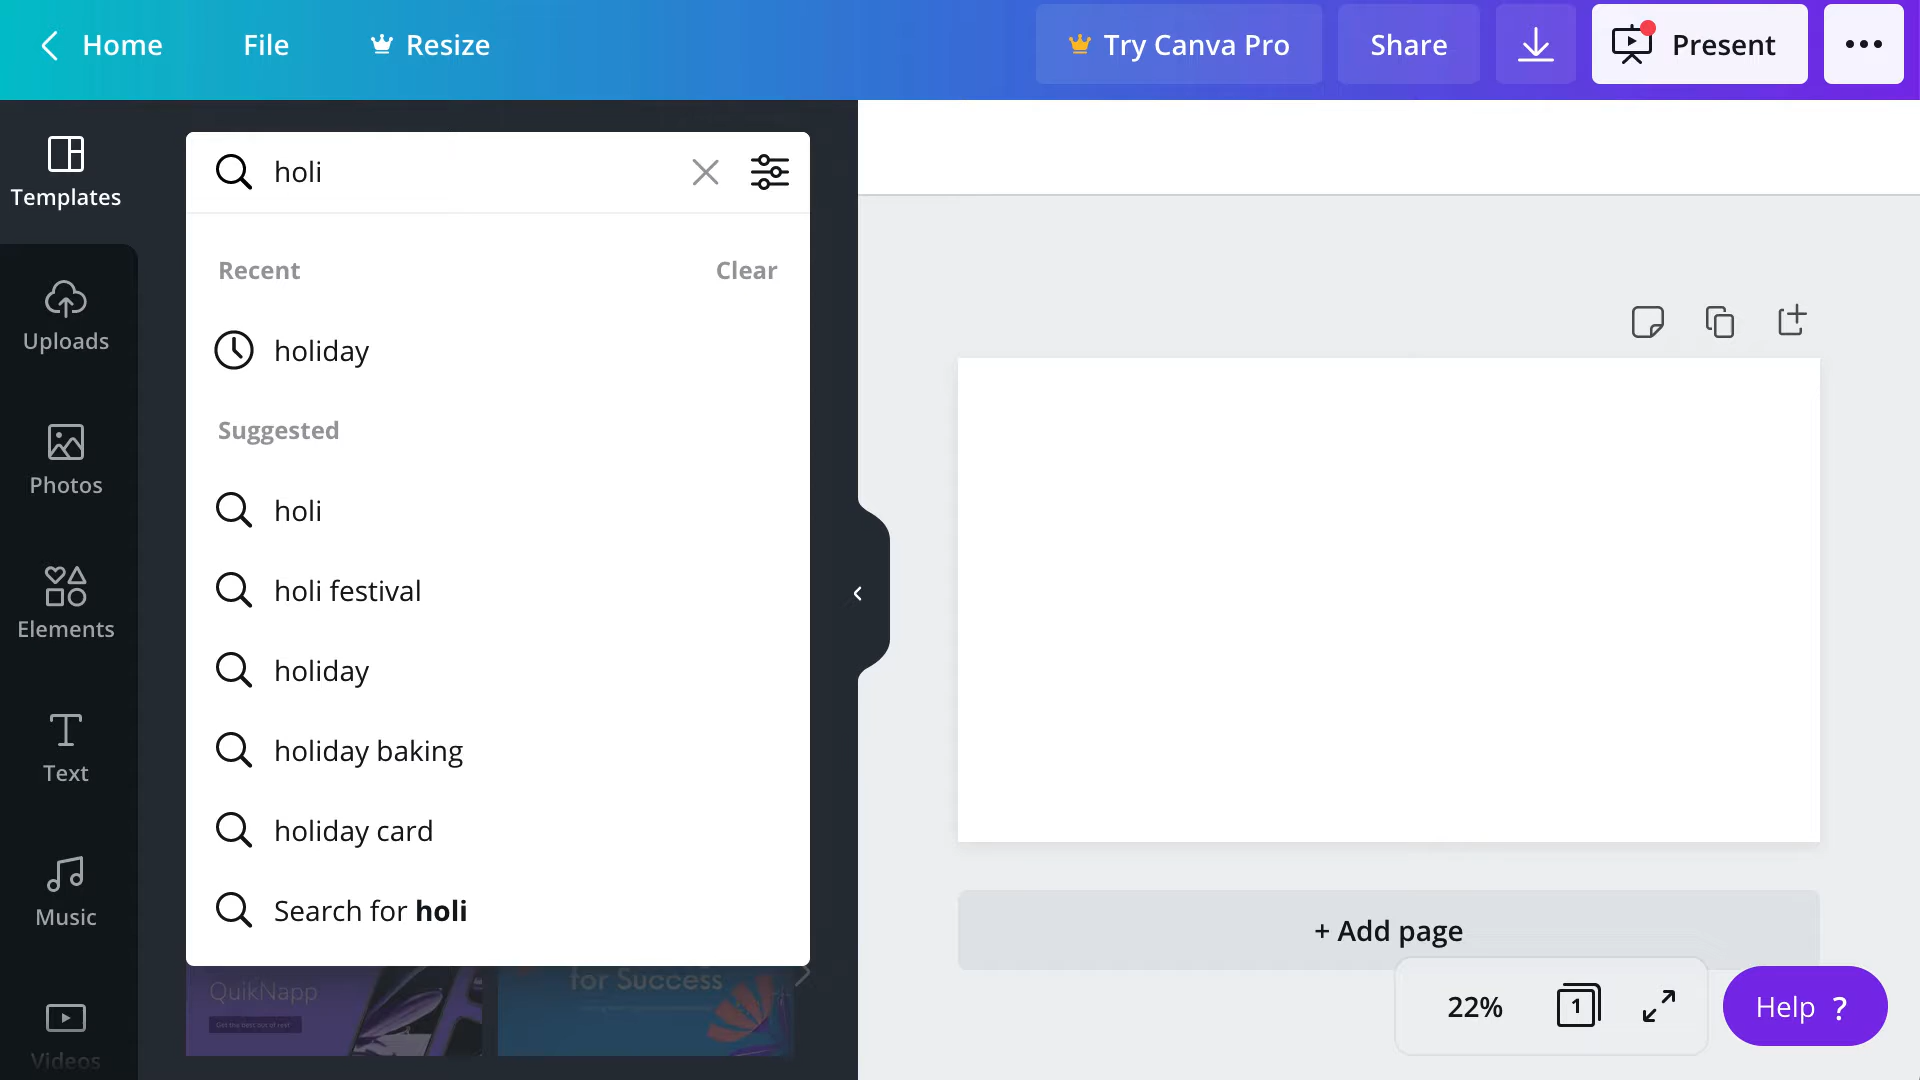 Home File Resize Try Canva Pro Share Present
Templates
Uploads
Photos
Elements
Text
Music
Videos
holi
Recent Clear
holiday
Suggested
holi
holi festival
holiday
holiday baking
holiday card
Search for holi
QuikNapp
for Success
+ Add page
22% 1 Help ?